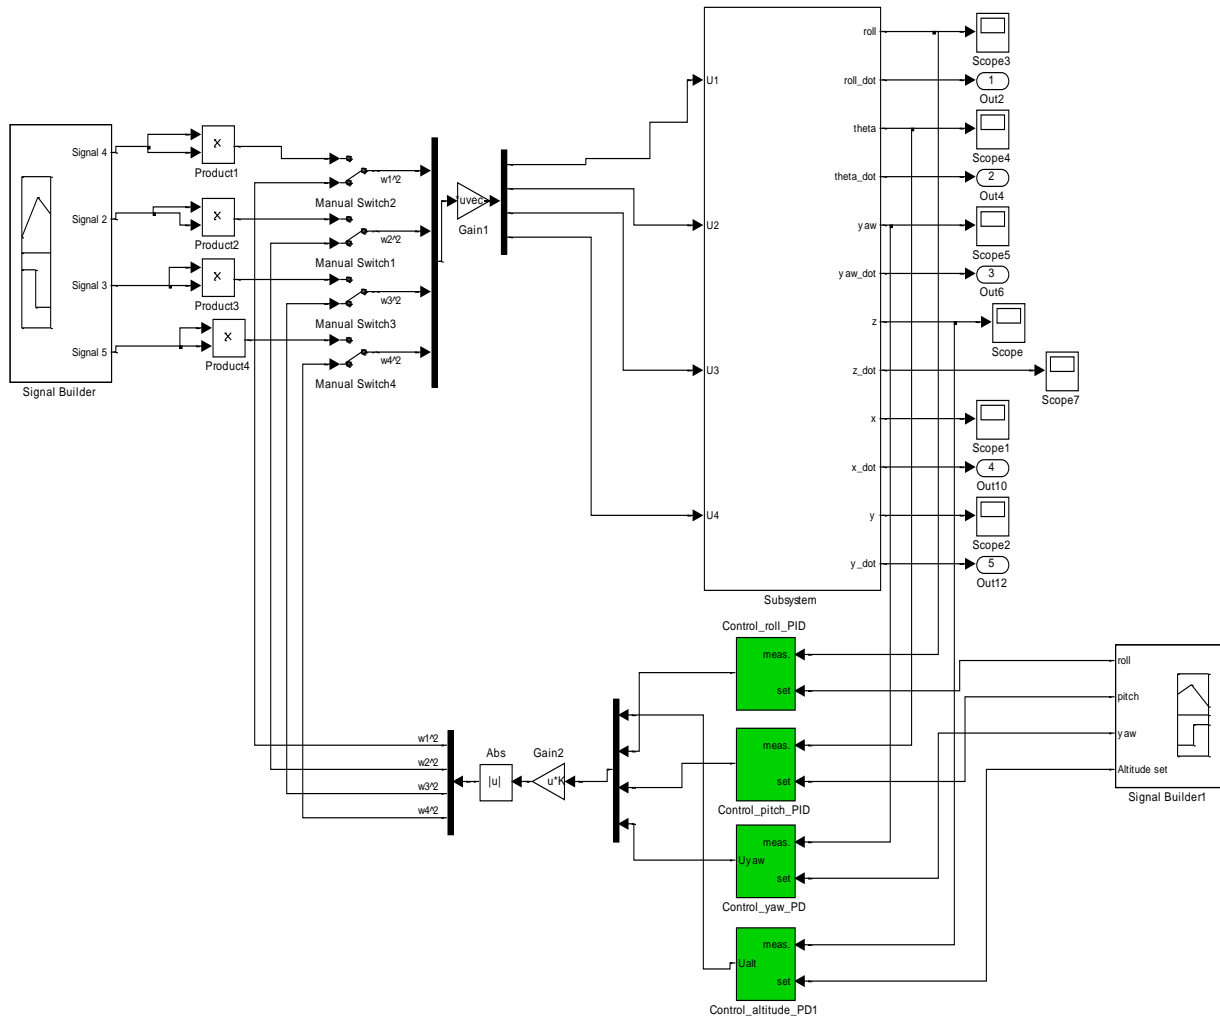 Signal 4
Signal 2
Signal 3
Signal 5
Signal Builder
x
Product1
x
Product2
x
Product3
x
Product4
w1^2
Manual Switch2
w2^2
Manual Switch1
w3^2
Manual Switch3
w4^2
Manual Switch4
Gain1
U1
U2
U3
U4
roll
roll_dot
theta
theta_dot
yaw
yaw_dot
z
z_dot
x
x_dot
y
y_dot
Subsystem
Scope3
1
Out2
Scope4
2
Out4
Scope5
3
Out6
Scope
Scope7
Scope1
4
Out10
Scope2
5
Out12
Control_roll_PID
meas.
set
meas.
set
Control_pitch_PID
meas.
Uyaw
set
Control_yaw_PD
meas.
Ualt
set
Control_altitude_PD1
roll
pitch
yaw
Altitude set
Signal Builder1
w1^2
w2^2
w3^2
w4^2
Abs
|u|
Gain2
u*K